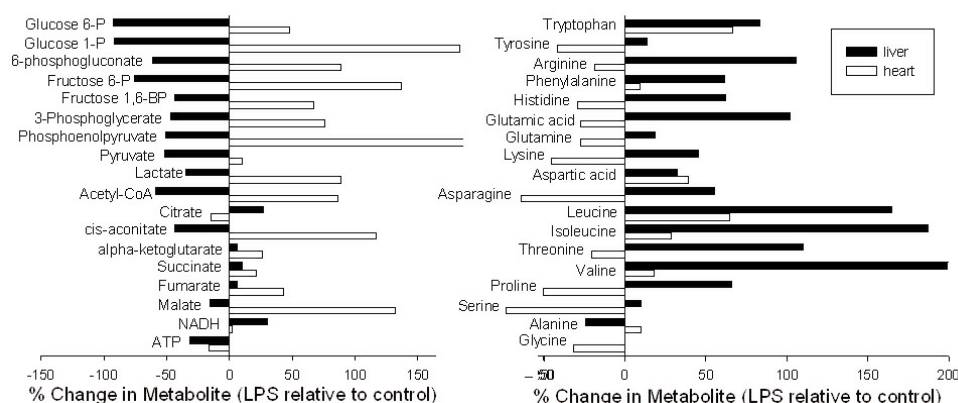 Glucose 6-P
Glucose 1-P
6-phosphogluconate
Fructose 6-P
Fructose 1,6-BP
3-Phosphoglycerate
Phosphoenolpyruvate
Pyruvate
Lactate
Acetyl-CoA
Citrate
cis-aconitate
alpha-ketoglutarate
Succinate
Fumarate
Malate
NADH
ATP
-150 -100 -50 0 50 100 150
% Change in Metabolite (LPS relative to control)
Tryptophan
Tyrosine
Arginine
Phenylalanine
Histidine
Glutamic acid
Glutamine
Lysine
Aspartic acid
Asparagine
Leucine
Isoleucine
Threonine
Valine
Proline
Serine
Alanine
Glycine
liver
heart
0 50 100 150 200
% Change in Metabolite (LPS relative to control)